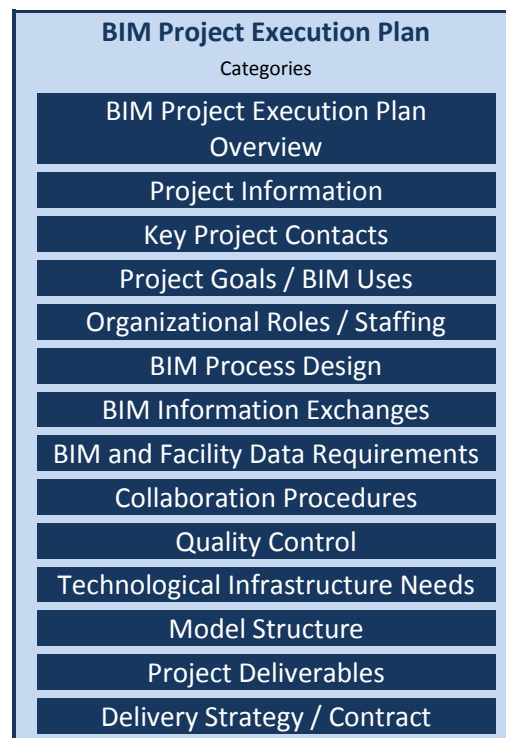 BIM Project Execution Plan
Categories
BIM Project Execution Plan
Overview
Project Information
Key Project Contacts
Project Goals / BIM Uses
Organizational Roles / Staffing
BIM Process Design
BIM Information Exchanges
BIM and Facility Data Requirements
Collaboration Procedures
Quality Control
Technological Infrastructure Needs
Model Structure
Project Deliverables
Delivery Strategy / Contract